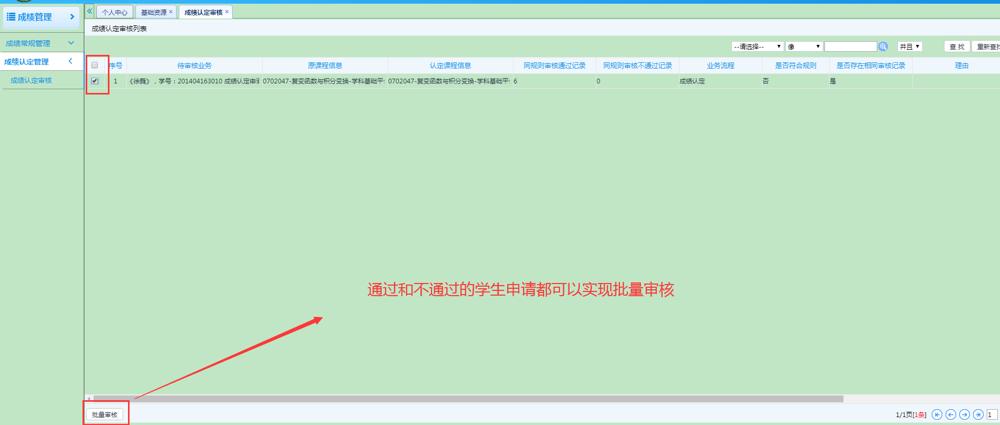 成绩管理
成绩常规管理
成绩认定管理
成绩认定审核
个人中心 基础资源 成绩认定审核
成绩认定审核列表
--请选择-- 像 并且 查 找 重新查找
序号 待审核业务 原课程信息 认定课程信息 同规则审核通过记录 同规则审核不通过记录 业务流程 是否符合规则 是否存在相同审核记录 理由
1 《徐蕤》，学号：201404163010 成绩认定申请 0702047-复变函数与积分变换-学科基础平台 0702047-复变函数与积分变换-学科基础平台 6 0 成绩认定 否 是
通过和不通过的学生申请都可以实现批量审核
批量审核
1/1页[1条] 1